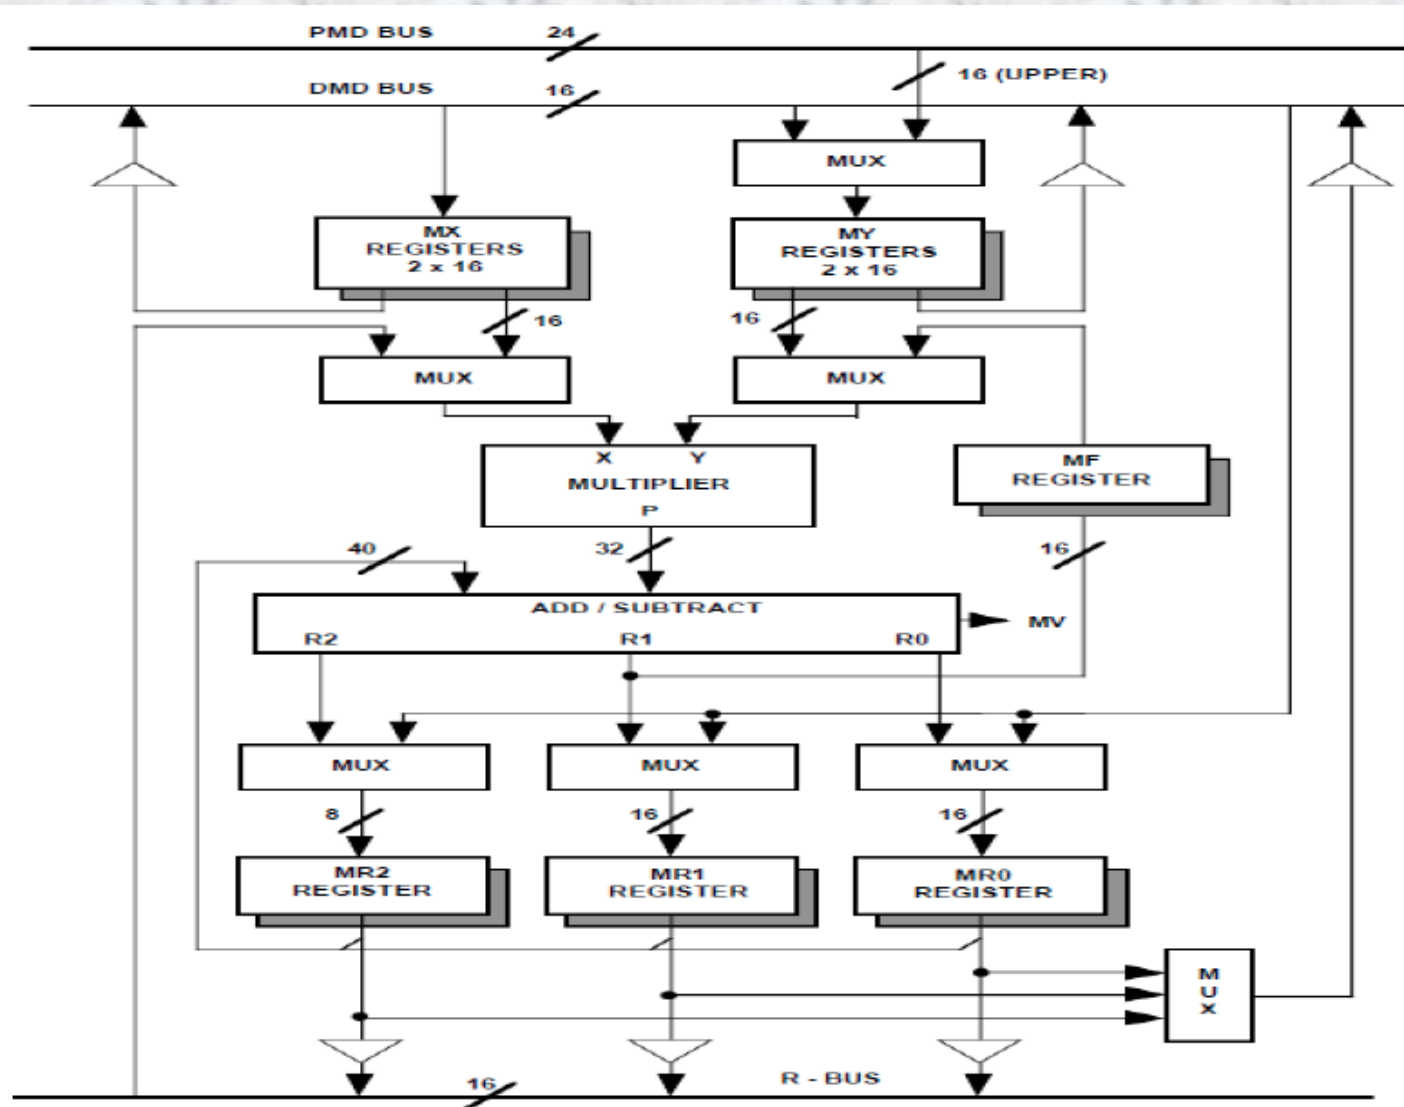 PMD BUS
24
16 (UPPER)
DMD BUS
16
MUX
MX
REGISTERS
2 x 16
MY
REGISTERS
2 x 16
16
16
MUX
MUX
X Y
MULTIPLIER
P
MF
REGISTER
40
32
16
ADD / SUBTRACT
R2 R1 R0
MV
MUX
MUX
MUX
8
16
16
MR2
REGISTER
MR1
REGISTER
MR0
REGISTER
M
U
X
R - BUS
16